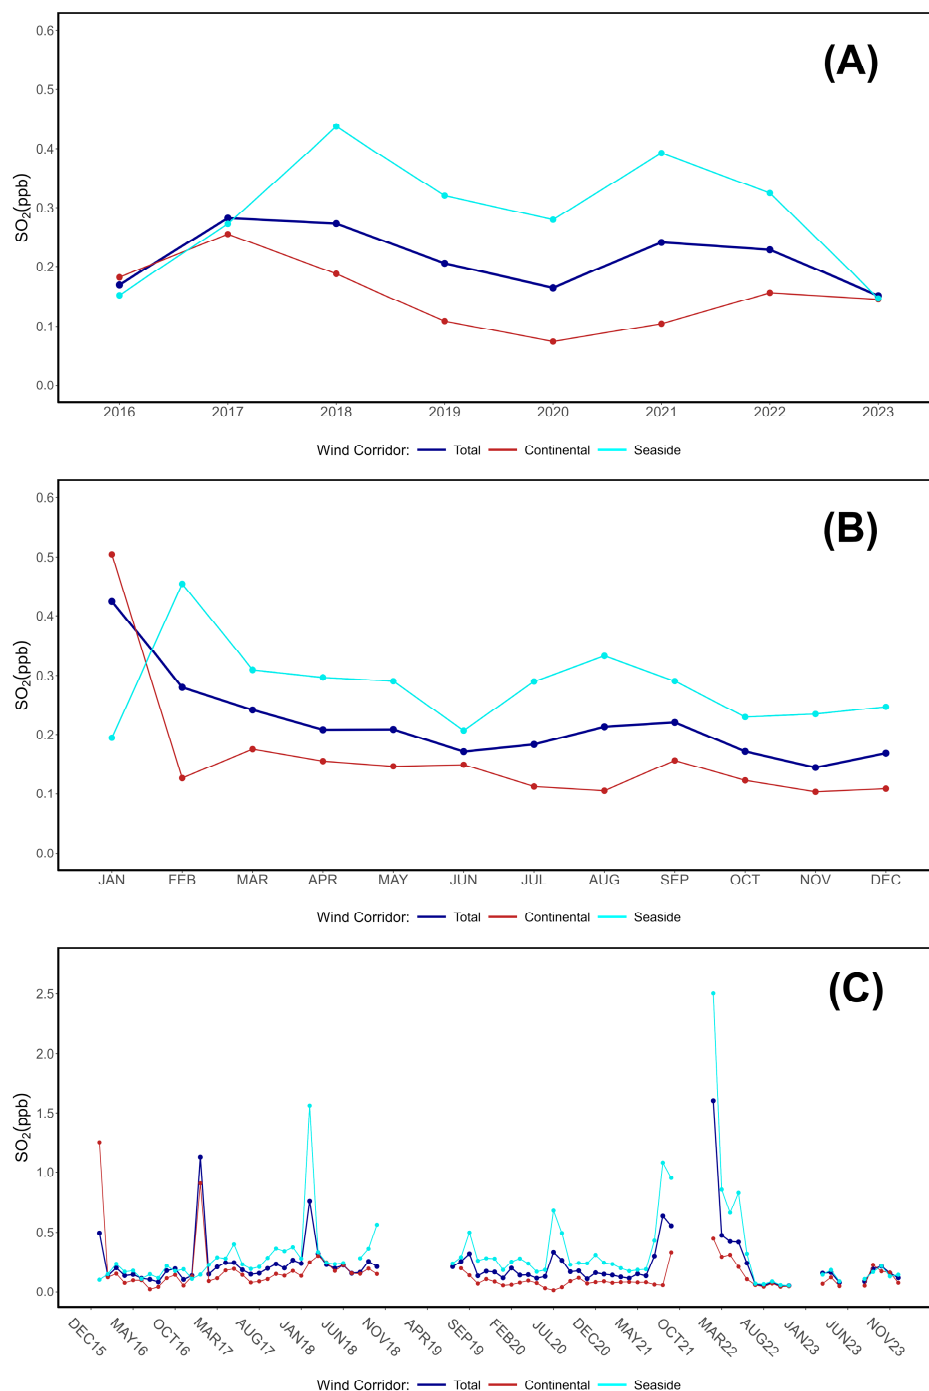 (A)
0.6
0.5
0.4
0.3
0.2
0.1
0.0
SO2(ppb)
2016 2017 2018 2019 2020 2021 2022 2023
Wind Corridor: Total Continental Seaside
(B)
0.6
0.5
0.4
0.3
0.2
0.1
0.0
SO2(ppb)
JAN FEB MAR APR MAY JUN JUL AUG SEP OCT NOV DEC
Wind Corridor: Total Continental Seaside
(C)
2.5
2.0
1.5
1.0
0.5
0.0
SO2(ppb)
DEC15 MAY16 OCT16 MAR17 AUG17 JAN18 JUN18 NOV18 APR19 SEP19 FEB20 JUL20 DEC20 MAY21 OCT21 MAR22 AUG22 JAN23 JUN23 NOV23
Wind Corridor: Total Continental Seaside